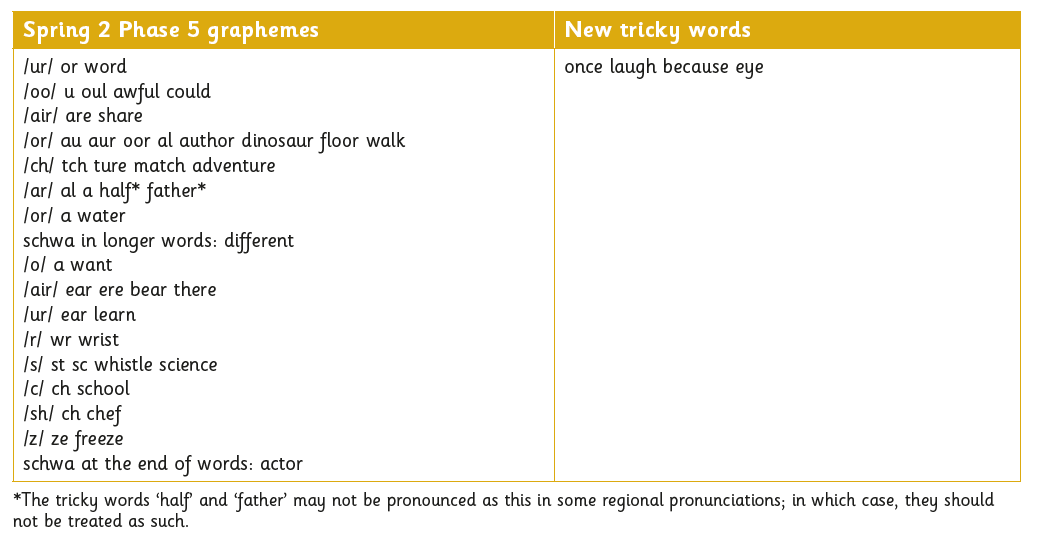 Spring 2 Phase 5 graphemes
New tricky words
/ur/ or word
once laugh because eye
/oo/ u oul awful could
/air/ are share
/or/ au aur oor al author dinosaur floor walk
/ch/ tch ture match adventure
/ar/ al a half* father*
/or/ a water
schwa in longer words: different
/o/ a want
/air/ ear ere bear there
/ur/ ear learn
/r/ wr wrist
/s/ st sc whistle science
/c/ ch school
/sh/ ch chef
/z/ ze freeze
schwa at the end of words: actor
*The tricky words ‘half’ and ‘father’ may not be pronounced as this in some regional pronunciations; in which case, they should
not be treated as such.